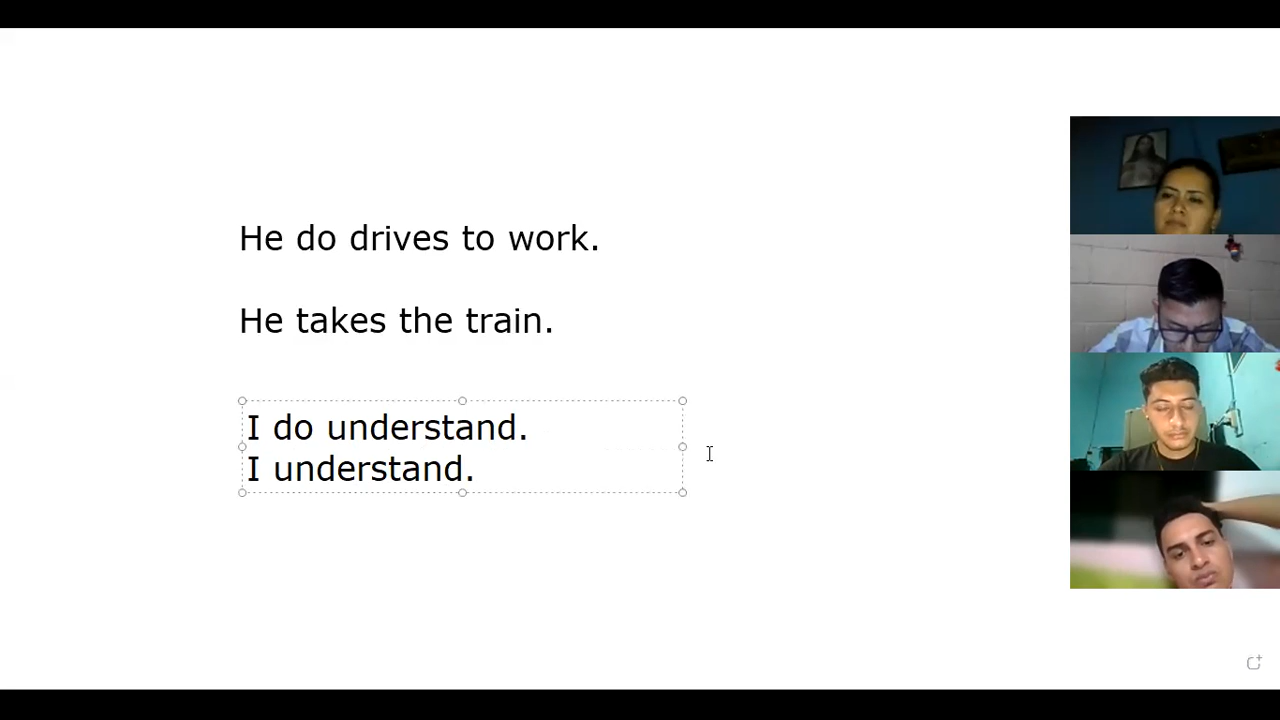 He do drives to work.
He takes the train.
I do understand.
I understand.